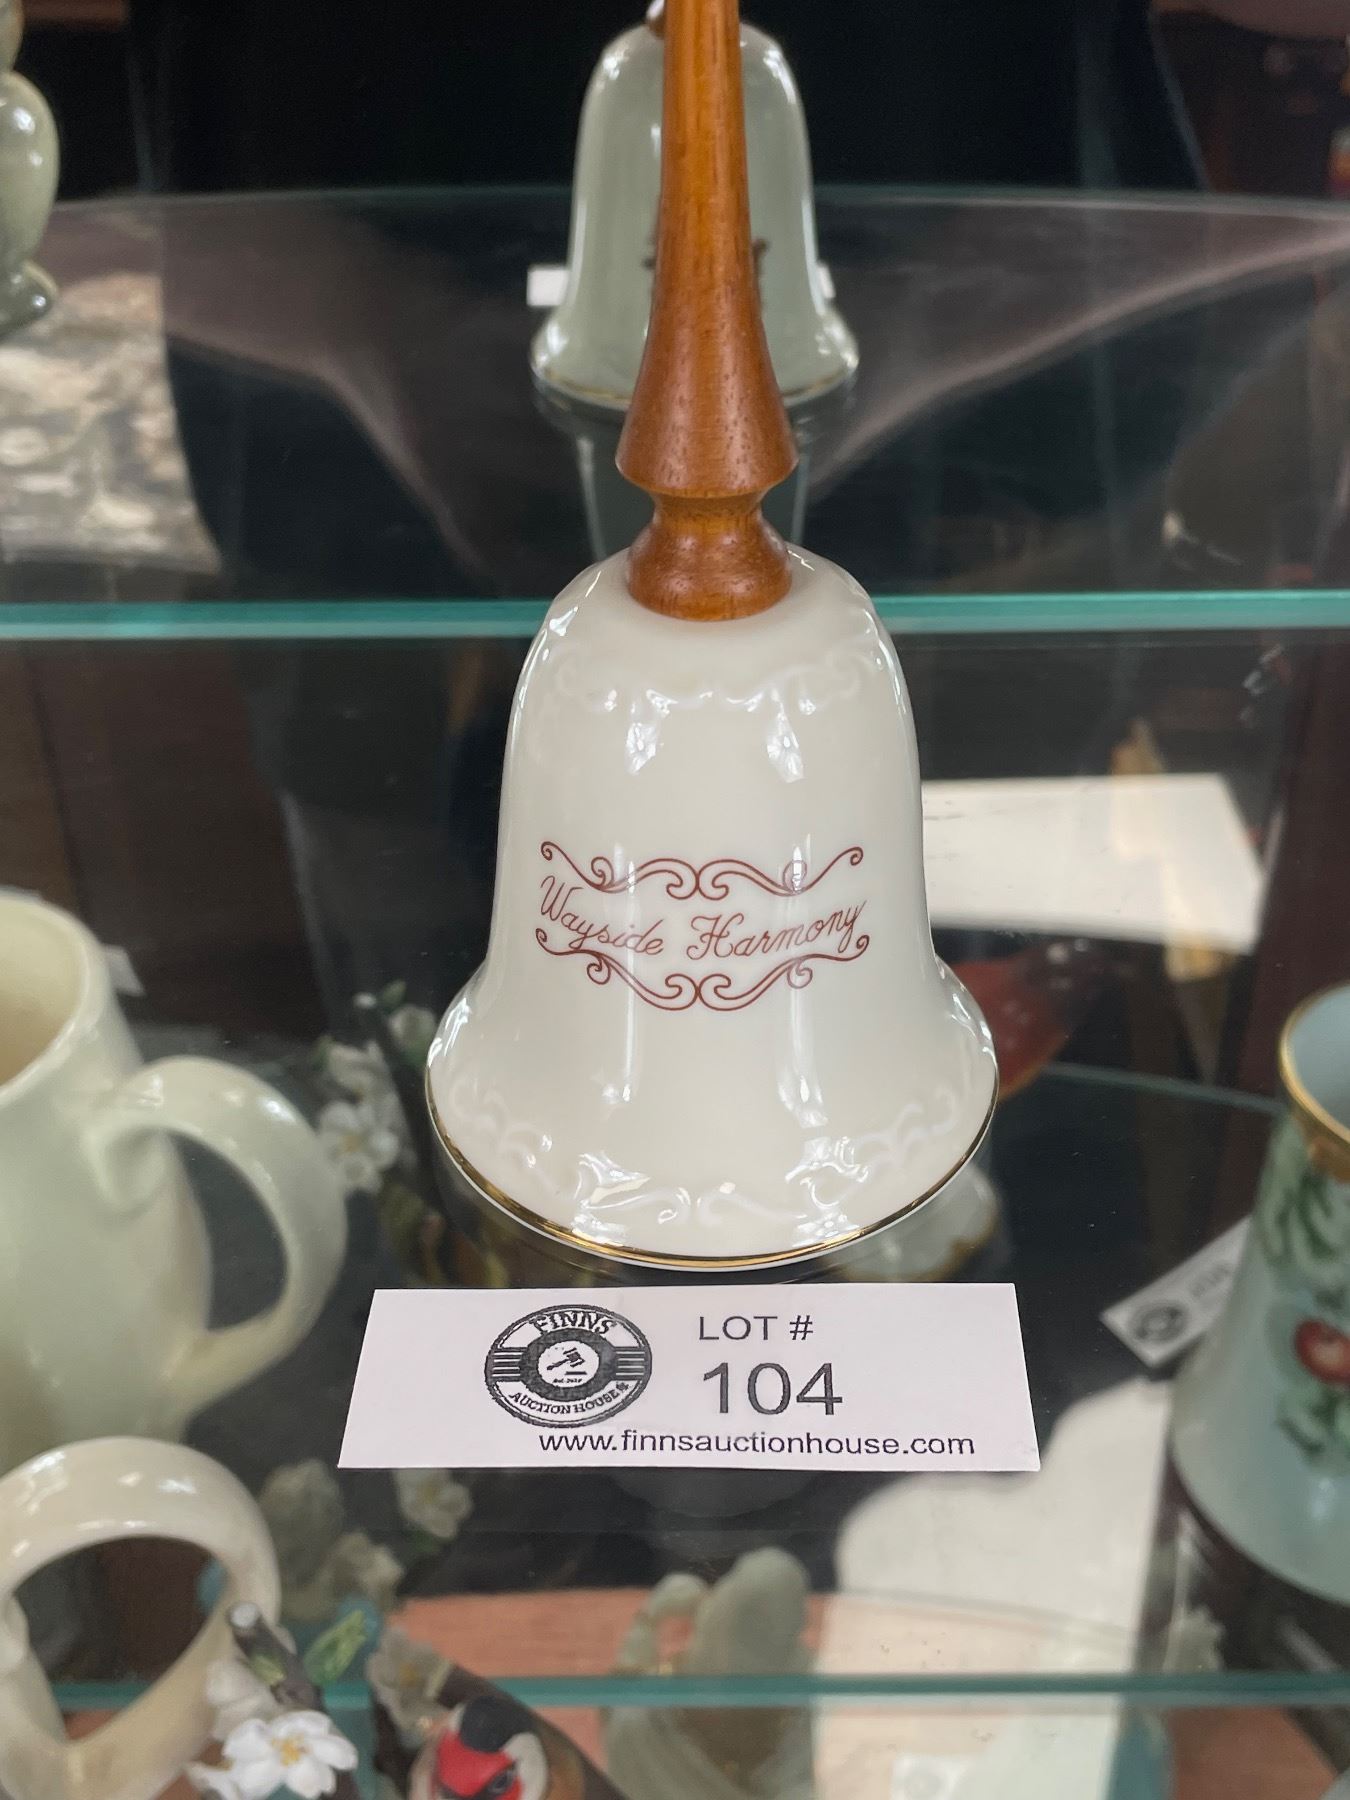 Wayside Harmony
FINNS
AUCTION HOUSE
LOT #
104
www.finnsauctionhouse.com